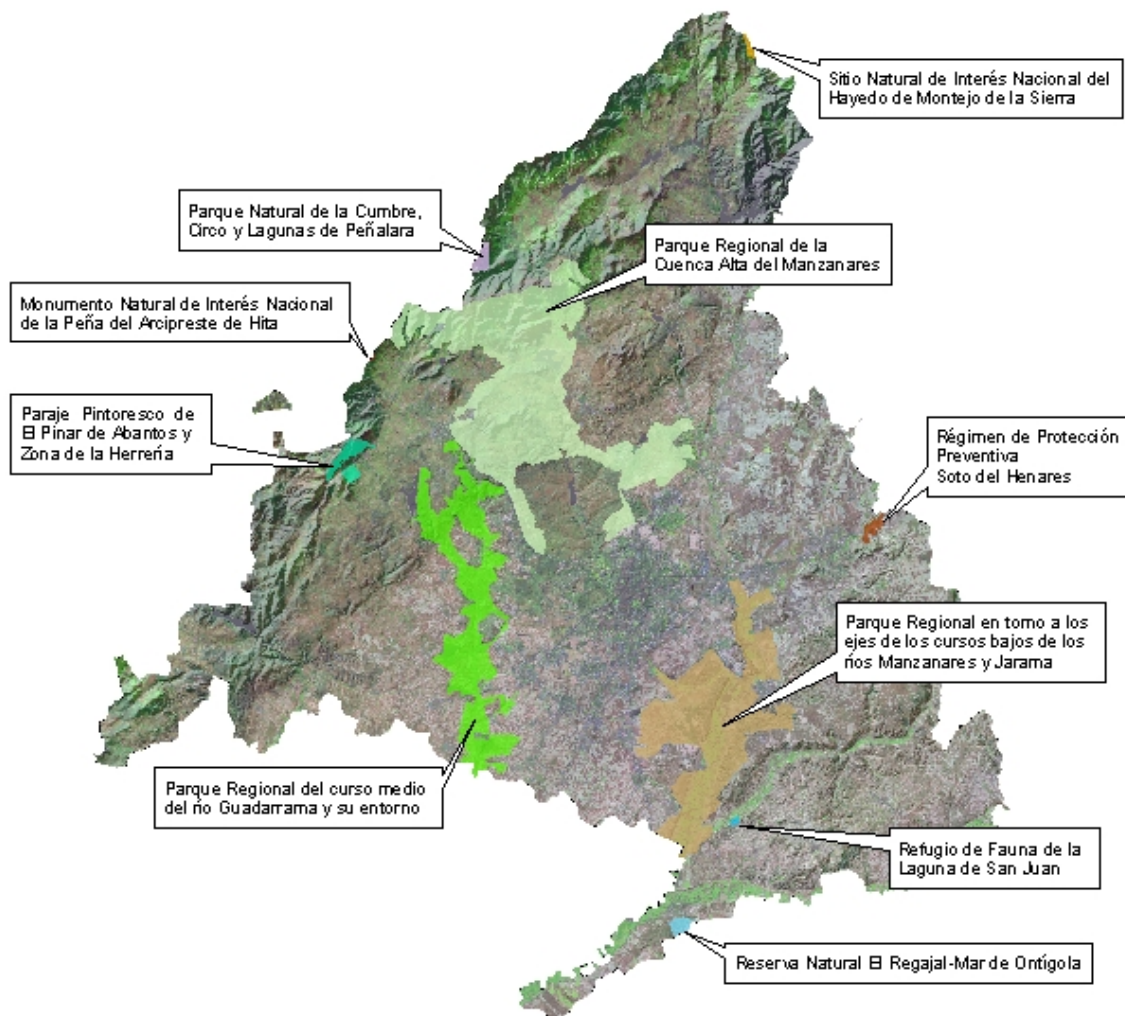 Sitio Natural de Interés Nacional del
Hayedo de Montejo de la Sierra
Parque Natural de la Cumbre,
Circo y Lagunas de Peñalara
Parque Regional de la
Cuenca Alta del Manzanares
Monumento Natural de Interés Nacional
de la Peña del Arcipreste de Hita
Paraje Pintoresco de
El Pinar de Abantos y
Zona de la Herrería
Régimen de Protección
Preventiva
Soto del Henares
Parque Regional en torno a los
ejes de los cursos bajos de los
ríos Manzanares y Jarama
Parque Regional del curso medio
del río Guadarrama y su entorno
Refugio de Fauna de la
Laguna de San Juan
Reserva Natural El Regajal-Mar de Ontígola